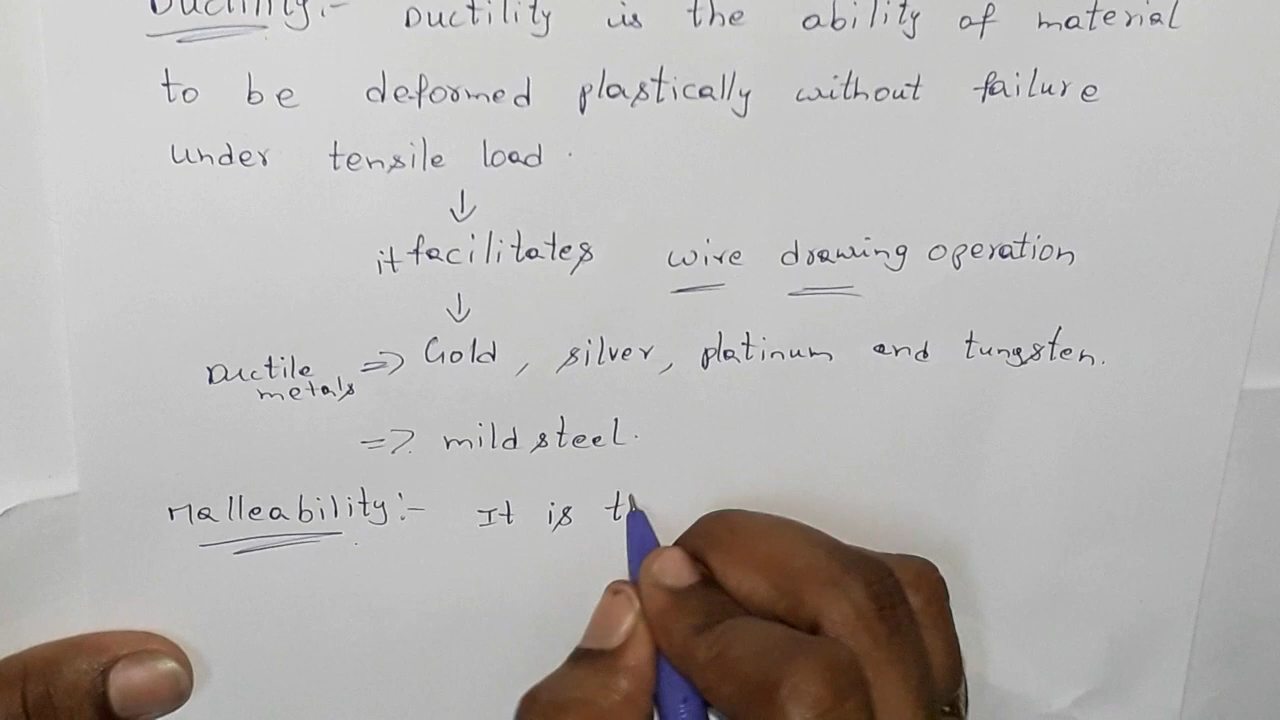 Ductility:- Ductility is the ability of material
to be deformed plastically without failure
under tensile load.
↓
it facilitates wire drawing operation
↓
Ductile metals => Gold, silver, platinum and tungsten.
=> mild steel.
Malleability:- It is th